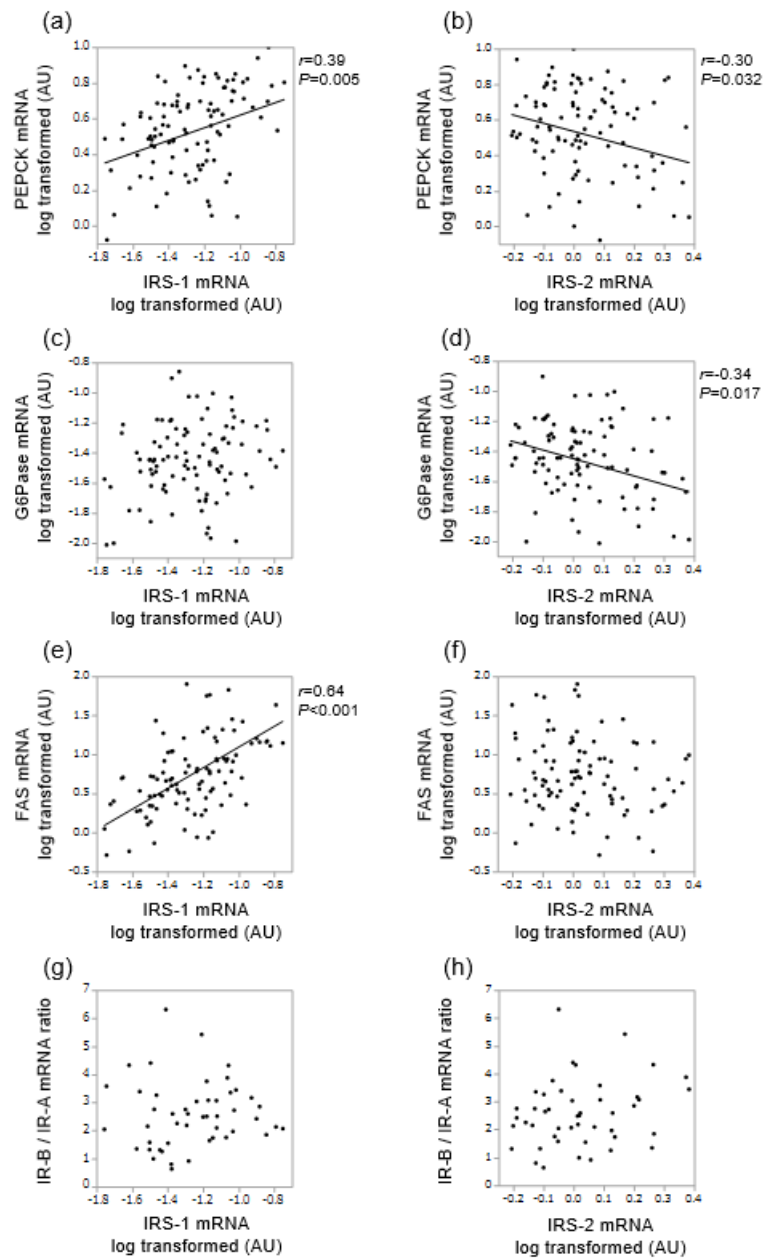 (a)
r=0.39
P=0.005
PEPCK mRNA
log transformed (AU)
1.0
0.8
0.6
0.4
0.2
0.0
-1.8 -1.6 -1.4 -1.2 -1.0 -0.8
IRS-1 mRNA
log transformed (AU)
(b)
r=-0.30
P=0.032
PEPCK mRNA
log transformed (AU)
1.0
0.8
0.6
0.4
0.2
0.0
-0.2 -0.1 0.0 0.1 0.2 0.3 0.4
IRS-2 mRNA
log transformed (AU)
(c)
G6Pase mRNA
log transformed (AU)
-0.8
-1.0
-1.2
-1.4
-1.6
-1.8
-2.0
-1.8 -1.6 -1.4 -1.2 -1.0 -0.8
IRS-1 mRNA
log transformed (AU)
(d)
r=-0.34
P=0.017
G6Pase mRNA
log transformed (AU)
-0.8
-1.0
-1.2
-1.4
-1.6
-1.8
-2.0
-0.2 -0.1 0.0 0.1 0.2 0.3 0.4
IRS-2 mRNA
log transformed (AU)
(e)
r=0.64
P<0.001
FAS mRNA
log transformed (AU)
2.0
1.5
1.0
0.5
0.0
-0.5
-1.8 -1.6 -1.4 -1.2 -1.0 -0.8
IRS-1 mRNA
log transformed (AU)
(f)
FAS mRNA
log transformed (AU)
2.0
1.5
1.0
0.5
0.0
-0.5
-0.2 -0.1 0.0 0.1 0.2 0.3 0.4
IRS-2 mRNA
log transformed (AU)
(g)
IR-B / IR-A mRNA ratio
7
6
5
4
3
2
1
0
-1.8 -1.6 -1.4 -1.2 -1.0 -0.8
IRS-1 mRNA
log transformed (AU)
(h)
IR-B / IR-A mRNA ratio
7
6
5
4
3
2
1
0
-0.2 -0.1 0.0 0.1 0.2 0.3 0.4
IRS-2 mRNA
log transformed (AU)